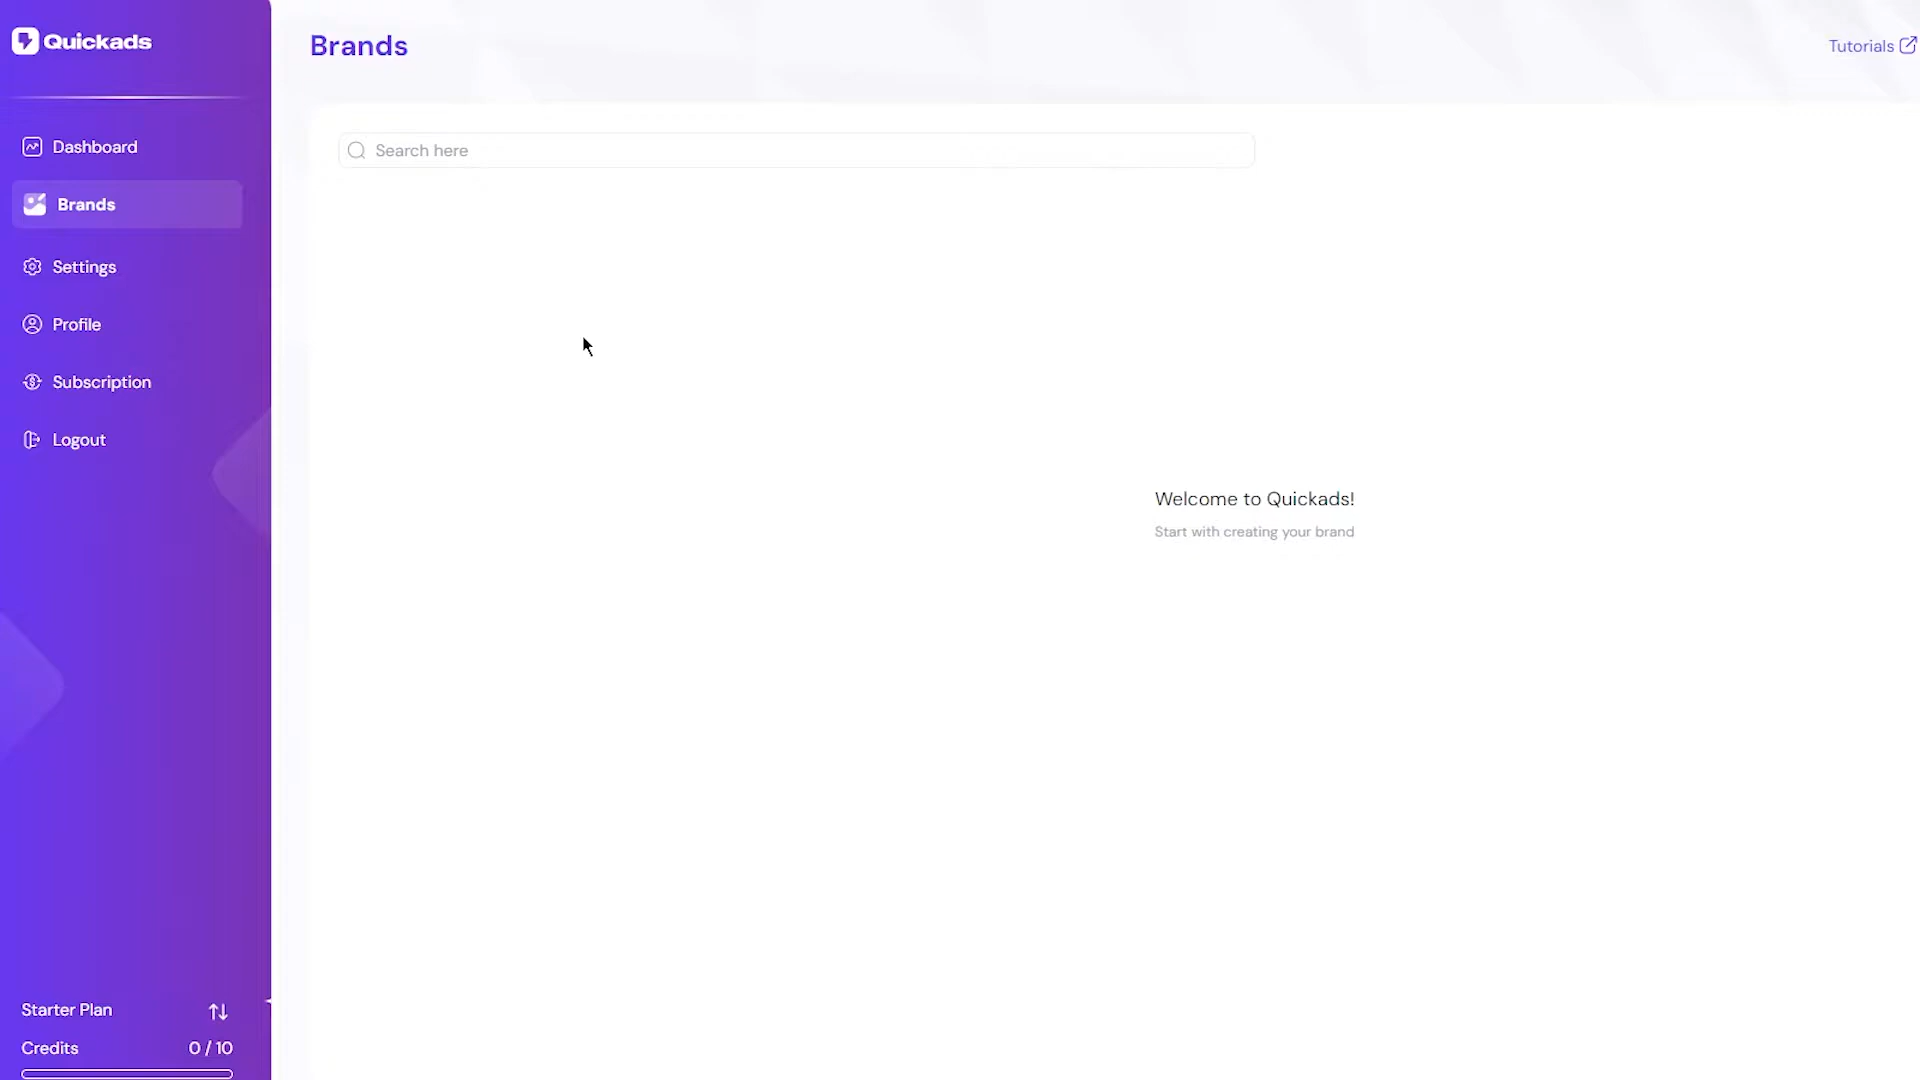 Quickads
Brands
Tutorials
Dashboard
Search here
Brands
Settings
Profile
Subscription
Logout
Welcome to Quickads!
Start with creating your brand
Starter Plan
Credits 0 / 10